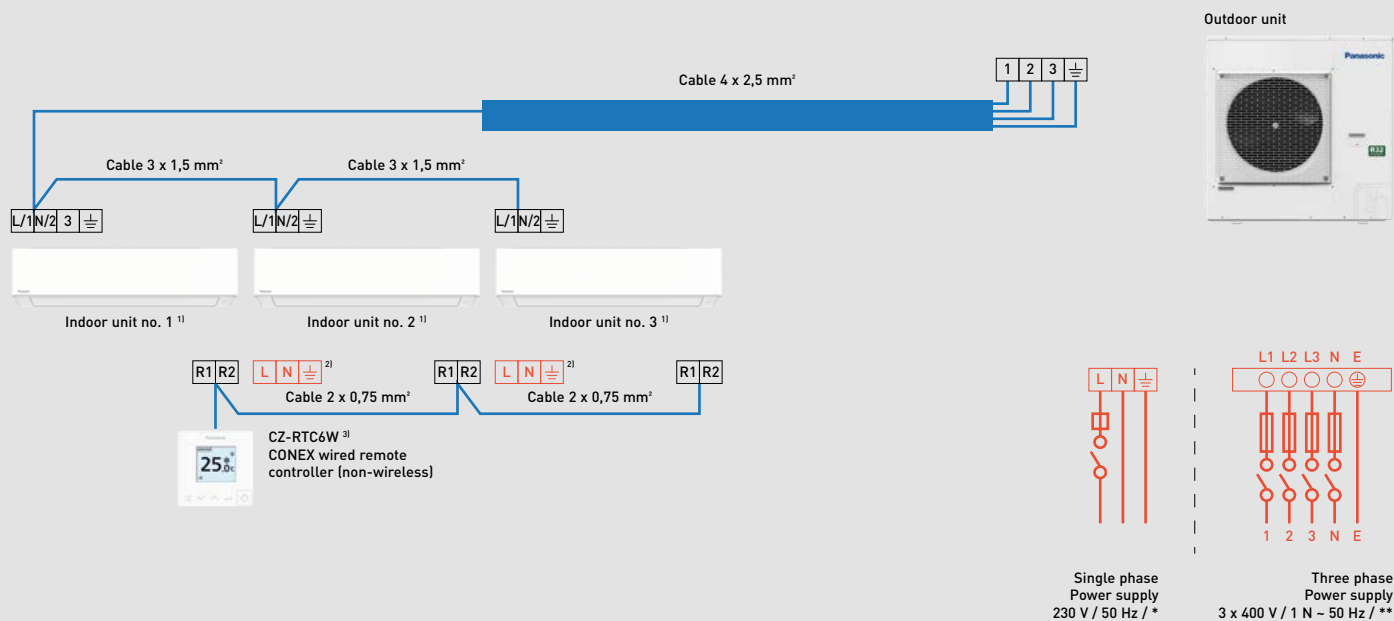 Outdoor unit
Panasonic
R32
1 2 3
Cable 4 x 2,5 mm²
Cable 3 x 1,5 mm²
Cable 3 x 1,5 mm²
L/1 N/2 3
L/1 N/2
L/1 N/2
Indoor unit no. 1 ¹⁾
Indoor unit no. 2 ¹⁾
Indoor unit no. 3 ¹⁾
R1 R2
L N ²⁾
R1 R2
L N ²⁾
R1 R2
Cable 2 x 0,75 mm²
Cable 2 x 0,75 mm²
Panasonic
25.0c
CZ-RTC6W ³⁾
CONEX wired remote
controller (non-wireless)
L N
L1 L2 L3 N E
1 2 3 N E
Single phase
Power supply
230 V / 50 Hz / *
Three phase
Power supply
3 x 400 V / 1 N ~ 50 Hz / **